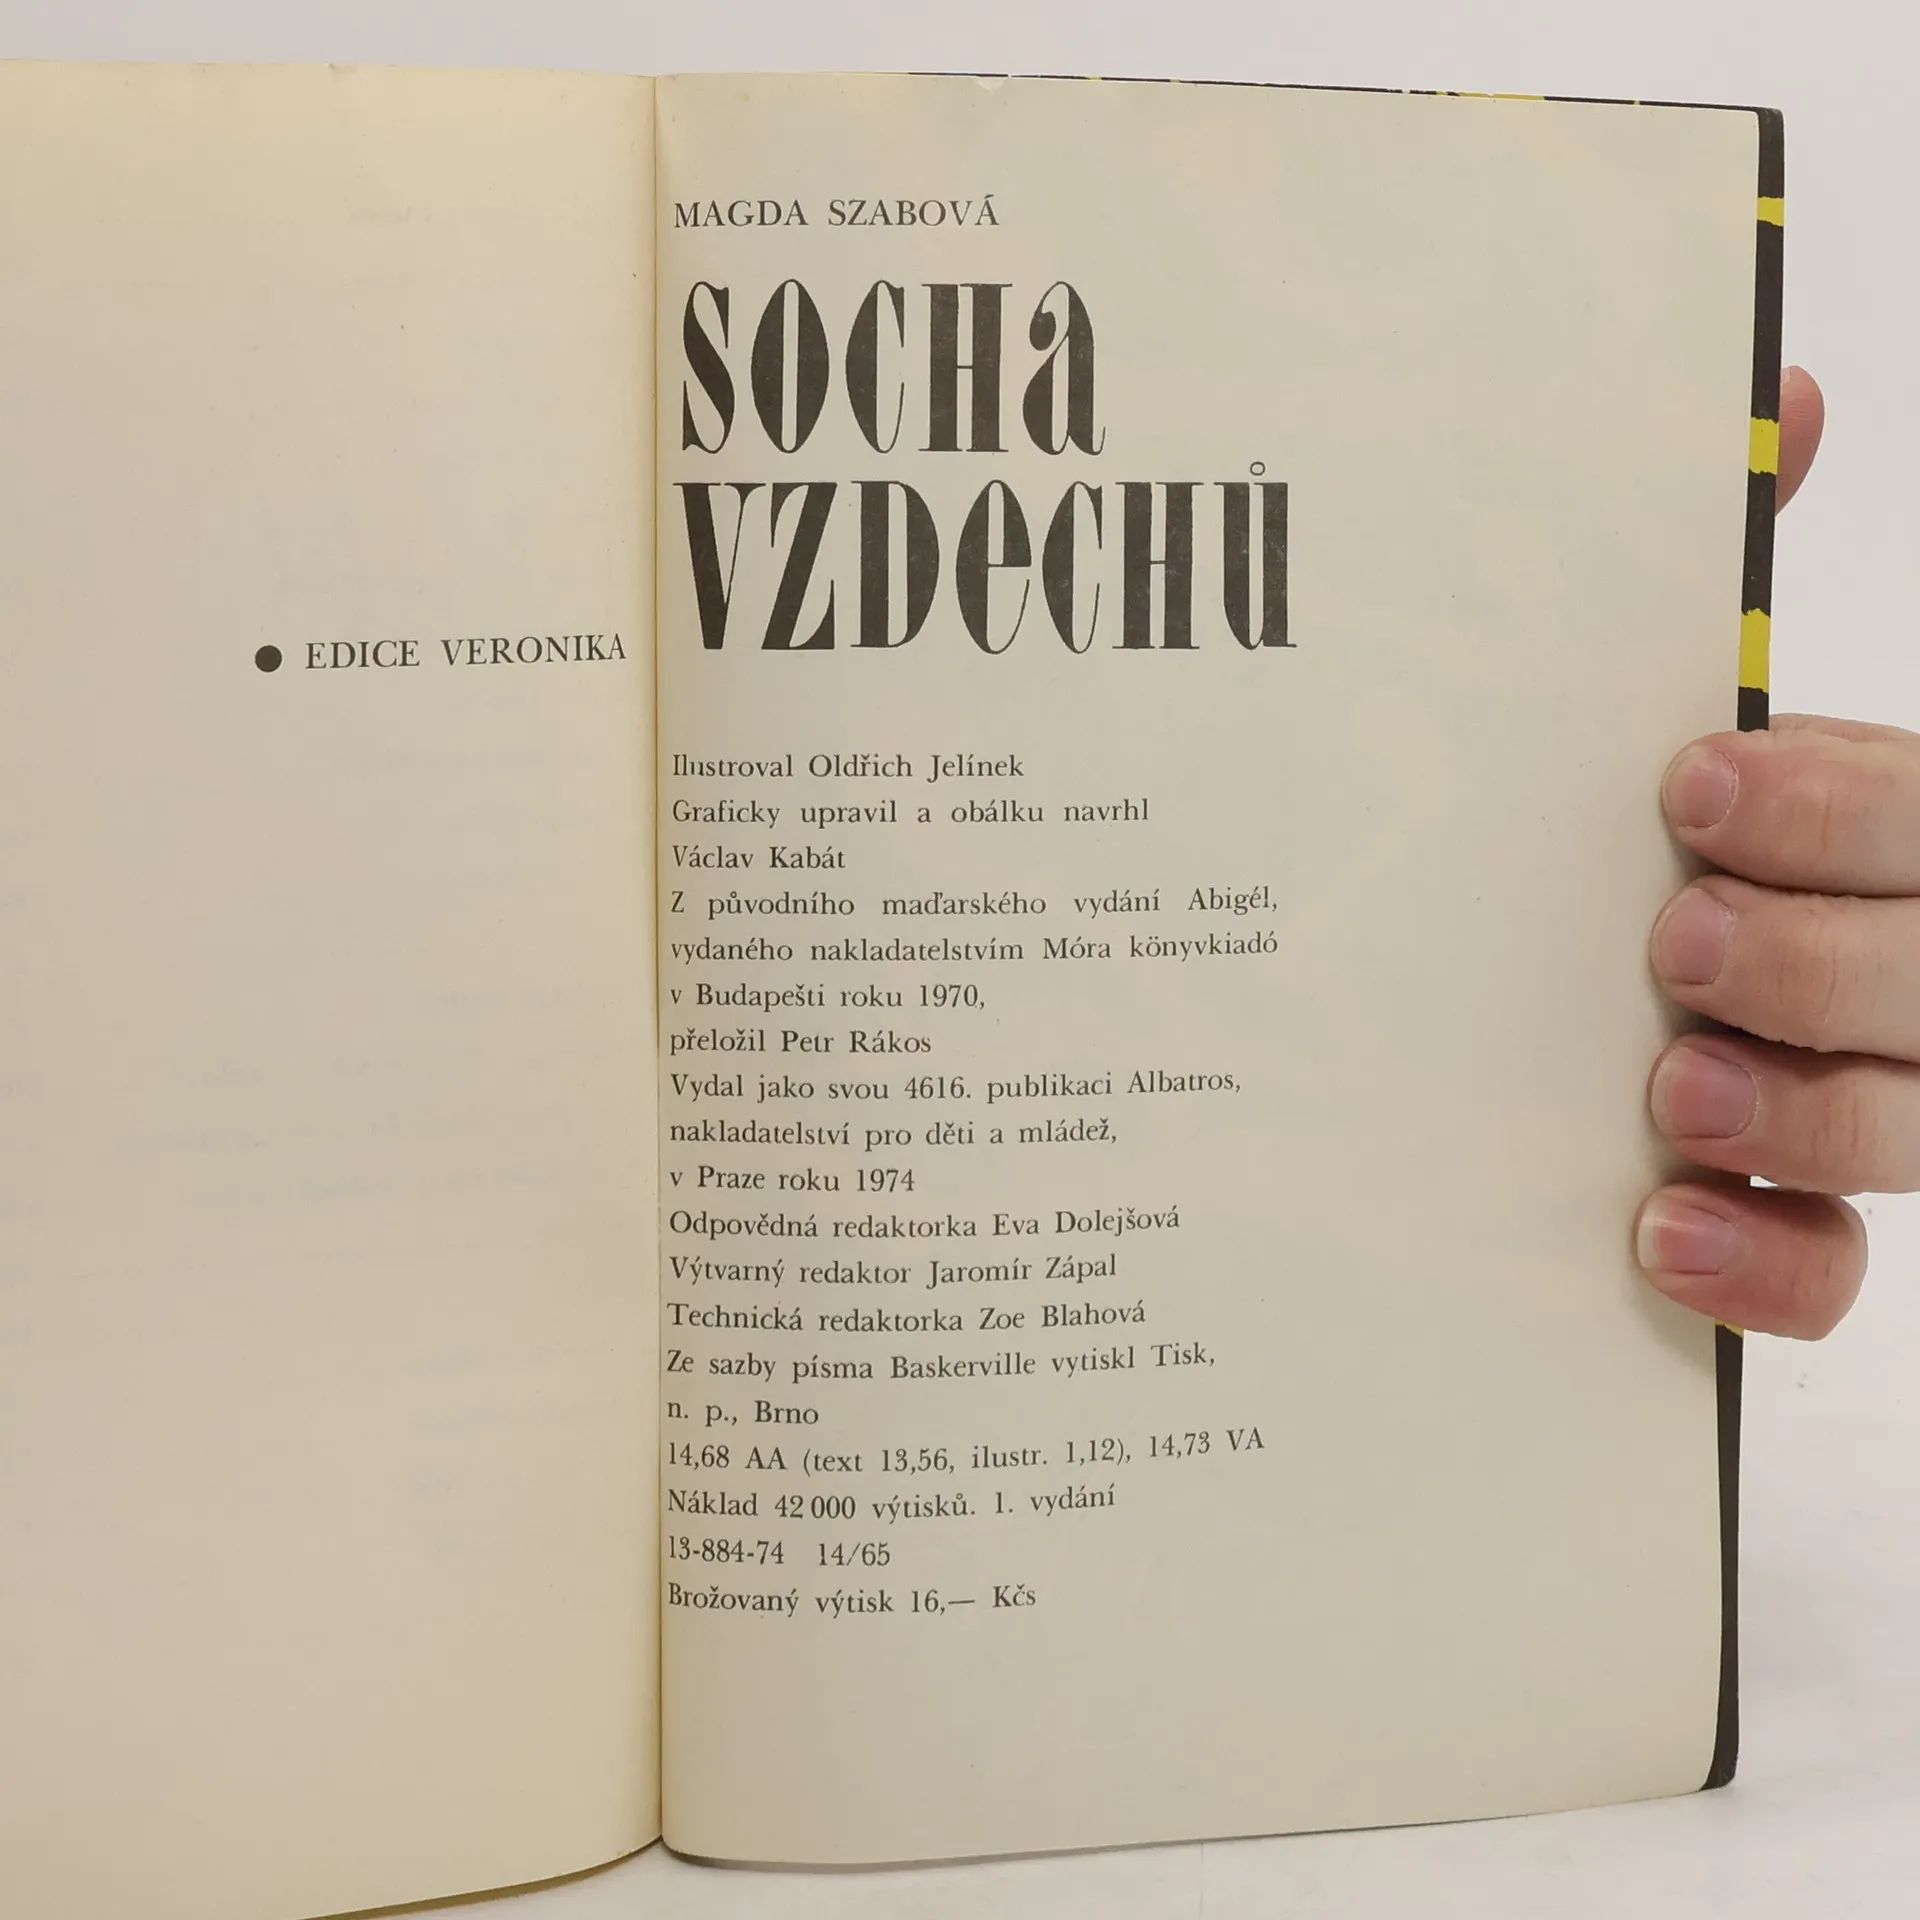 ● EDICE VERONIKA
MAGDA SZABOVÁ
SOCHA
VZDECHŮ
Ilustroval Oldřich Jelínek
Graficky upravil a obálku navrhl
Václav Kabát
Z původního maďarského vydání Abigél,
vydaného nakladatelstvím Móra könyvkiadó
v Budapešti roku 1970,
přeložil Petr Rákos
Vydal jako svou 4616. publikaci Albatros,
nakladatelství pro děti a mládež,
v Praze roku 1974
Odpovědná redaktorka Eva Dolejšová
Výtvarný redaktor Jaromír Zápal
Technická redaktorka Zoe Blahová
Ze sazby písma Baskerville vytiskl Tisk,
n. p., Brno
14,68 AA (text 13,56, ilustr. 1,12), 14,73 VA
Náklad 42 000 výtisků. 1. vydání
13-884-74 14/65
Brožovaný výtisk 16,— Kčs